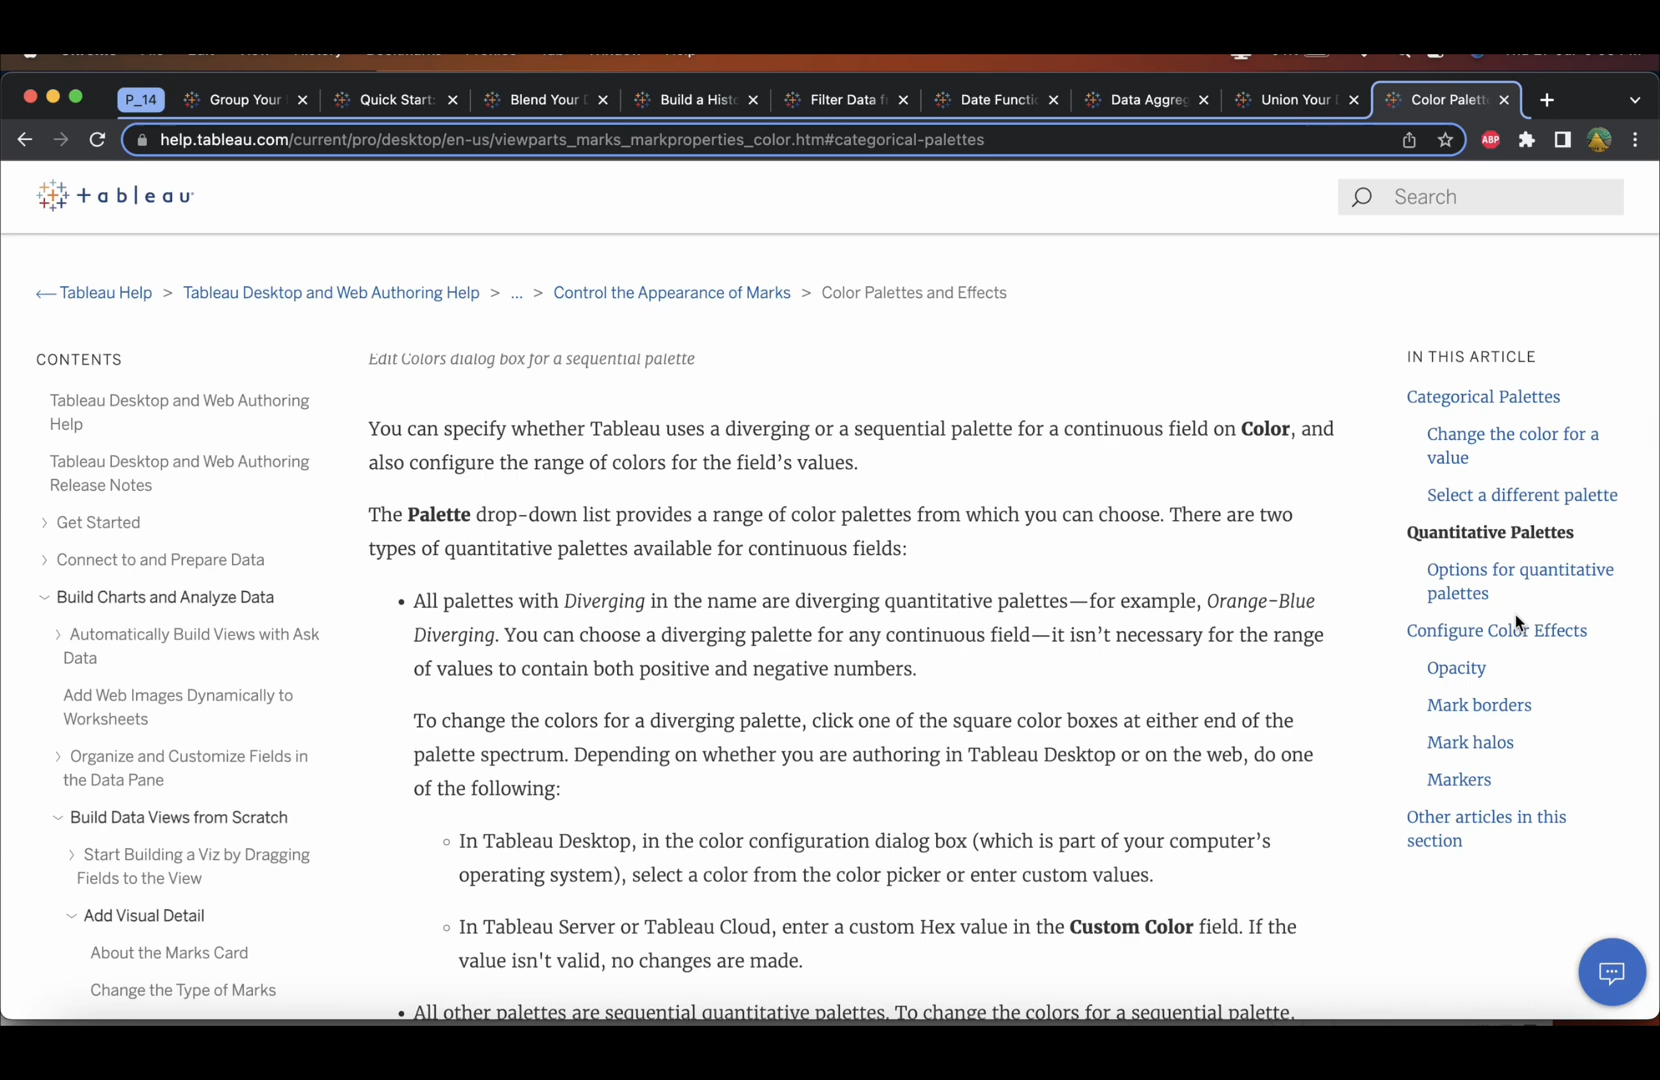 P_14
Group Your
Quick Start:
Blend Your D
Build a Histo
Filter Data f
Date Functi
Data Aggreg
Union Your D
Color Palett
help.tableau.com/current/pro/desktop/en-us/viewparts_marks_markproperties_color.htm#categorical-palettes
ABP
+ a b | e a u
Search
Tableau Help > Tableau Desktop and Web Authoring Help > ... > Control the Appearance of Marks > Color Palettes and Effects
CONTENTS
Tableau Desktop and Web Authoring
Help
Tableau Desktop and Web Authoring
Release Notes
Get Started
Connect to and Prepare Data
Build Charts and Analyze Data
Automatically Build Views with Ask
Data
Add Web Images Dynamically to
Worksheets
Organize and Customize Fields in
the Data Pane
Build Data Views from Scratch
Start Building a Viz by Dragging
Fields to the View
Add Visual Detail
About the Marks Card
Change the Type of Marks
Edit Colors dialog box for a sequential palette
You can specify whether Tableau uses a diverging or a sequential palette for a continuous field on Color, and
also configure the range of colors for the field’s values.
The Palette drop-down list provides a range of color palettes from which you can choose. There are two
types of quantitative palettes available for continuous fields:
• All palettes with Diverging in the name are diverging quantitative palettes—for example, Orange-Blue
Diverging. You can choose a diverging palette for any continuous field—it isn’t necessary for the range
of values to contain both positive and negative numbers.
To change the colors for a diverging palette, click one of the square color boxes at either end of the
palette spectrum. Depending on whether you are authoring in Tableau Desktop or on the web, do one
of the following:
◦ In Tableau Desktop, in the color configuration dialog box (which is part of your computer’s
operating system), select a color from the color picker or enter custom values.
◦ In Tableau Server or Tableau Cloud, enter a custom Hex value in the Custom Color field. If the
value isn't valid, no changes are made.
• All other palettes are sequential quantitative palettes. To change the colors for a sequential palette,
IN THIS ARTICLE
Categorical Palettes
Change the color for a
value
Select a different palette
Quantitative Palettes
Options for quantitative
palettes
Configure Color Effects
Opacity
Mark borders
Mark halos
Markers
Other articles in this
section